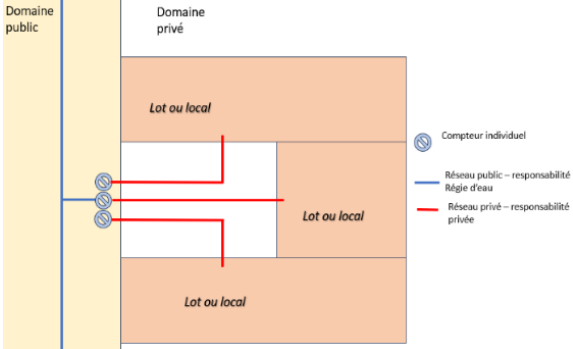 Domaine
public
Domaine
privé
Lot ou local
Lot ou local
Lot ou local
Compteur individuel
Réseau public – responsabilité
Régie d'eau
Réseau privé – responsabilité
privée